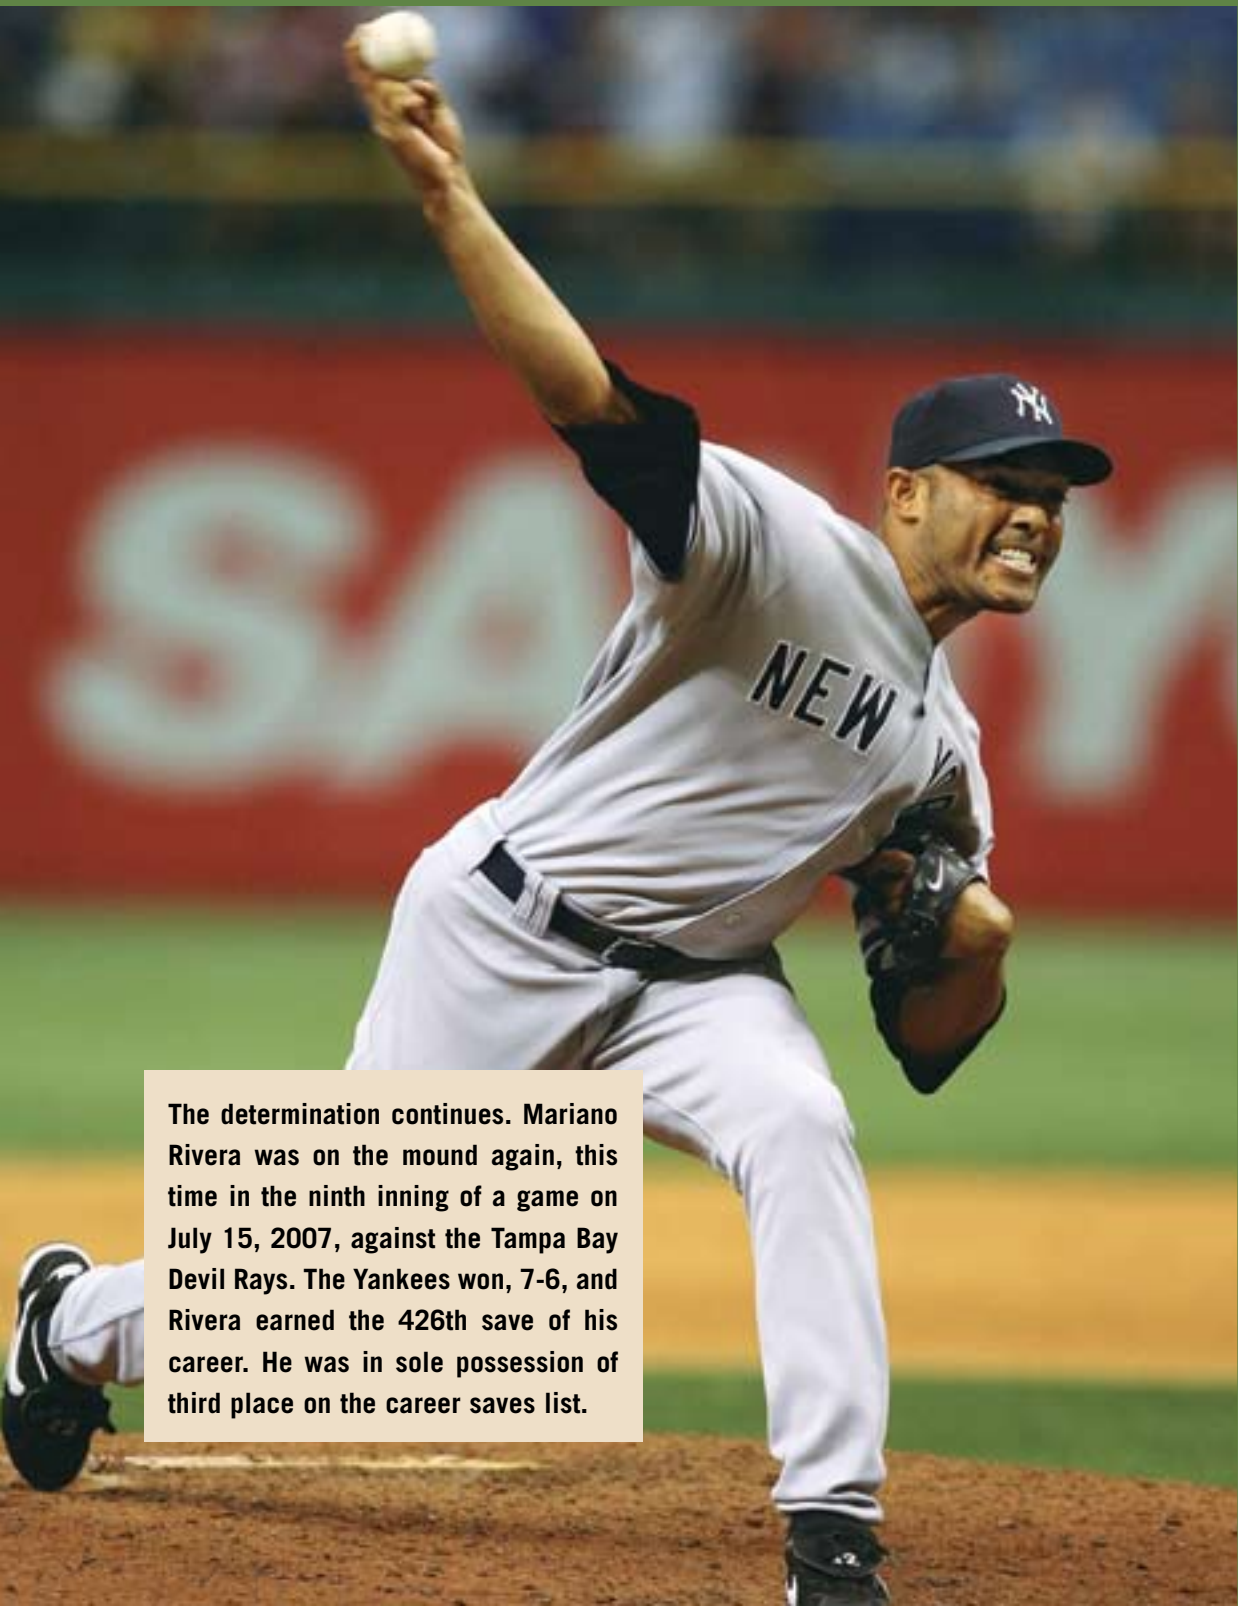 NY
SA Y
NEW
The determination continues. Mariano
Rivera was on the mound again, this
time in the ninth inning of a game on
July 15, 2007, against the Tampa Bay
Devil Rays. The Yankees won, 7-6, and
Rivera earned the 426th save of his
career. He was in sole possession of
third place on the career saves list.